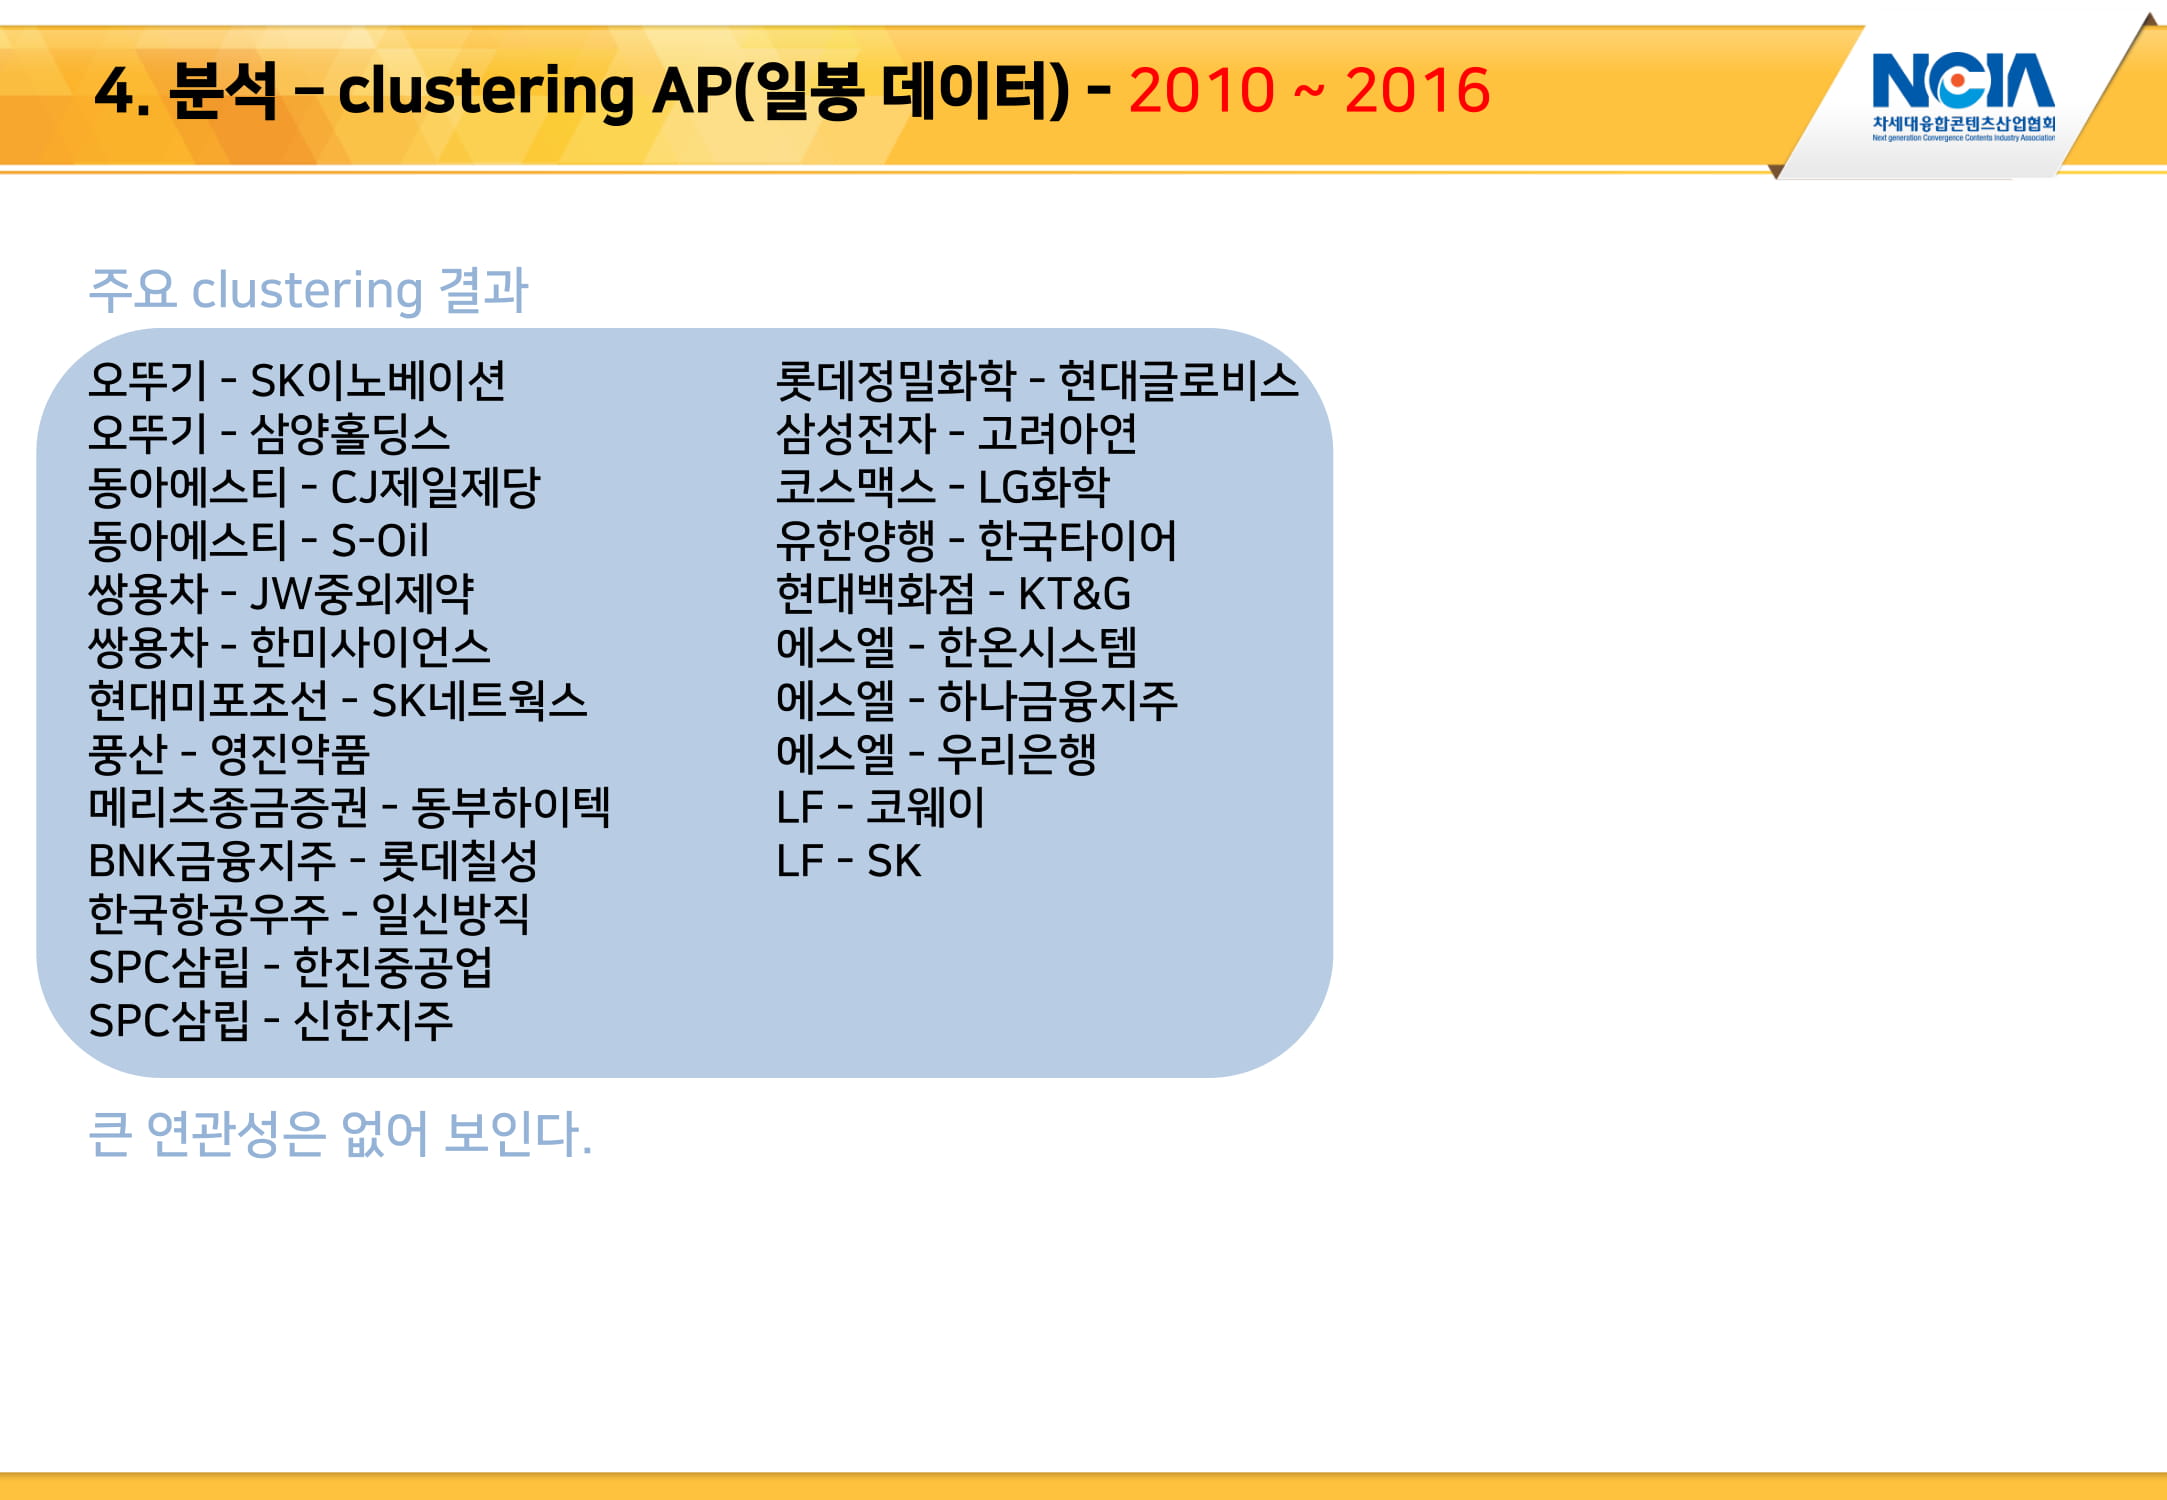 4. 분석 – clustering AP(일봉 데이터) - 2010 ~ 2016
NCIA
차세대융합콘텐츠산업협회
Next generation Convergence Contents Industry Association
주요 clustering 결과
오뚜기 - SK이노베이션
오뚜기 - 삼양홀딩스
동아에스티 - CJ제일제당
동아에스티 - S-Oil
쌍용차 - JW중외제약
쌍용차 - 한미사이언스
현대미포조선 - SK네트웍스
풍산 - 영진약품
메리츠종금증권 - 동부하이텍
BNK금융지주 - 롯데칠성
한국항공우주 - 일신방직
SPC삼립 - 한진중공업
SPC삼립 - 신한지주
롯데정밀화학 - 현대글로비스
삼성전자 - 고려아연
코스맥스 - LG화학
유한양행 - 한국타이어
현대백화점 - KT&G
에스엘 - 한온시스템
에스엘 - 하나금융지주
에스엘 - 우리은행
LF - 코웨이
LF - SK
큰 연관성은 없어 보인다.